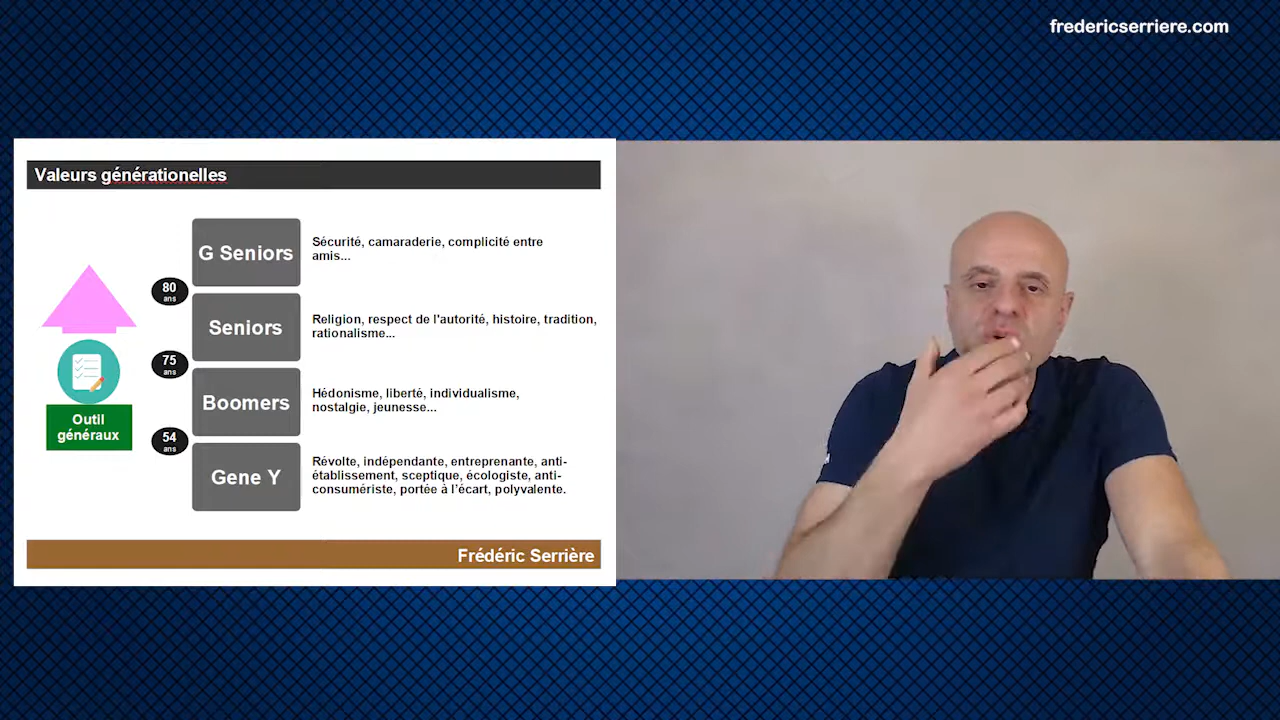 fredericserriere.com
Valeurs générationelles
G Seniors
Sécurité, camaraderie, complicité entre
amis...
80
ans
Seniors
Religion, respect de l'autorité, histoire, tradition,
rationalisme...
75
ans
Boomers
Hédonisme, liberté, individualisme,
nostalgie, jeunesse...
Outil
généraux
54
ans
Gene Y
Révolte, indépendante, entreprenante, anti-
établissement, sceptique, écologiste, anti-
consumériste, portée à l’écart, polyvalente.
Frédéric Serrière